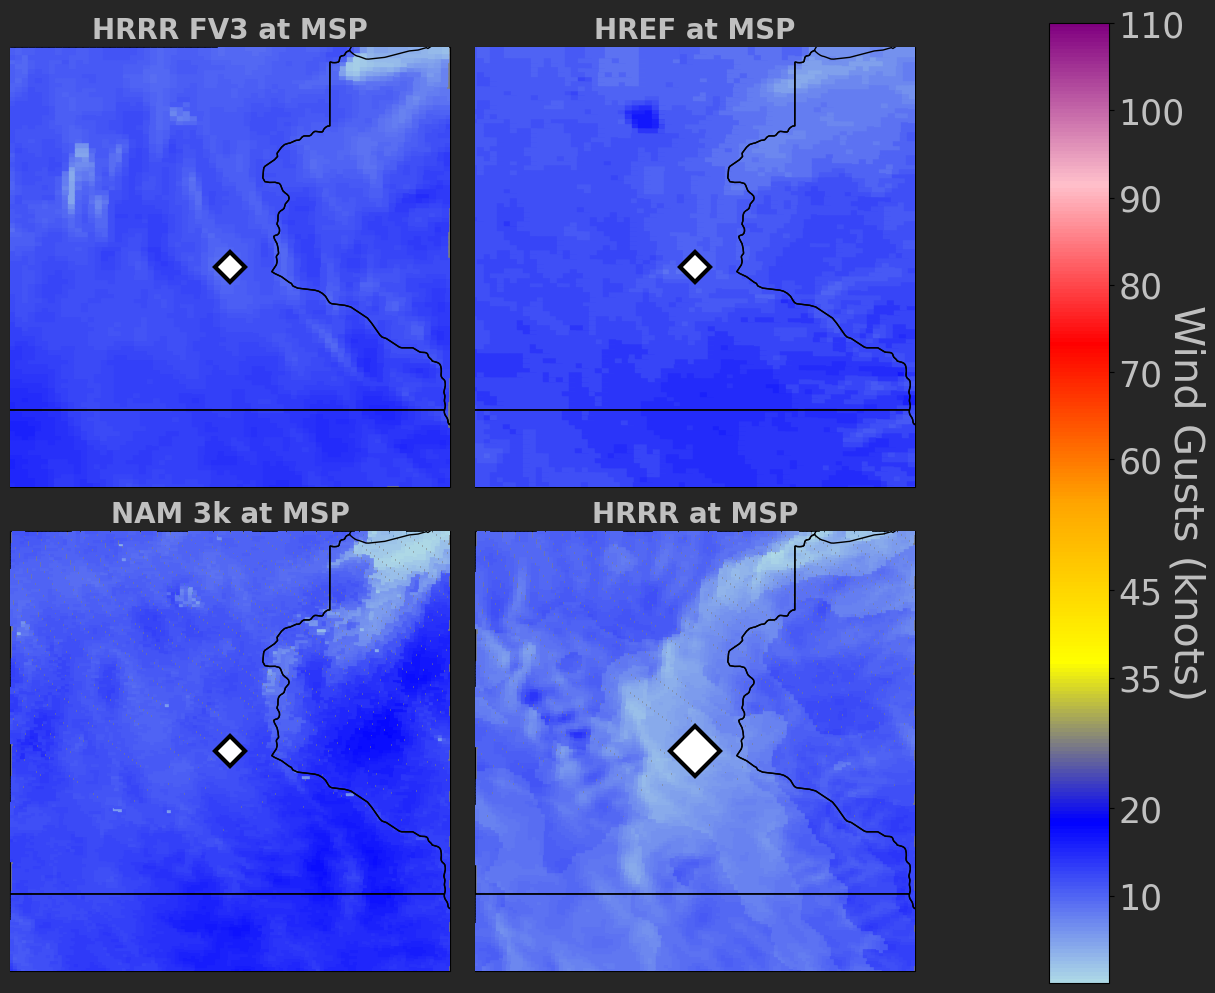 HRRR FV3 at MSP
HREF at MSP
NAM 3k at MSP
HRRR at MSP
110
100
90
80
70
60
45
35
20
10
Wind Gusts (knots)